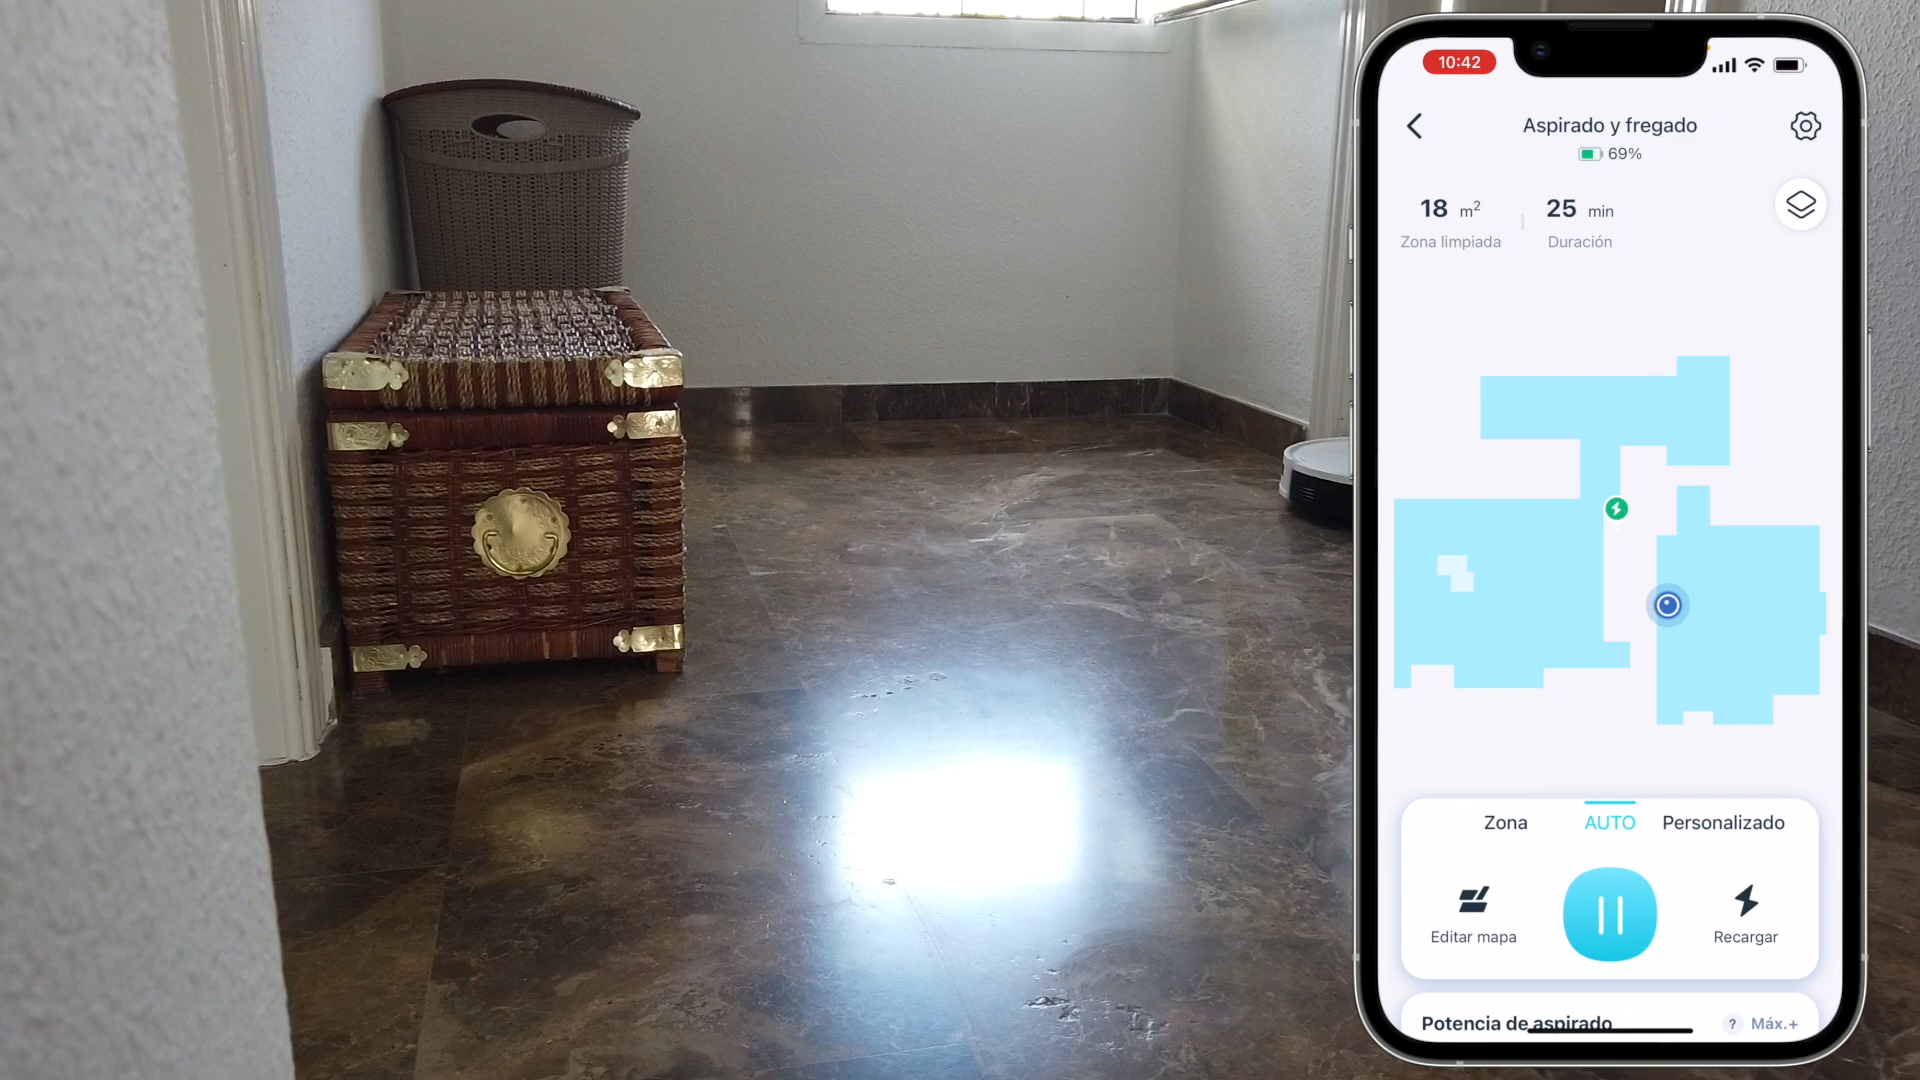 10:42
Aspirado y fregado
69%
18 m²
25 min
Zona limpiada
Duración
Zona
AUTO
Personalizado
Editar mapa
Recargar
Potencia de aspirado
? Máx.+